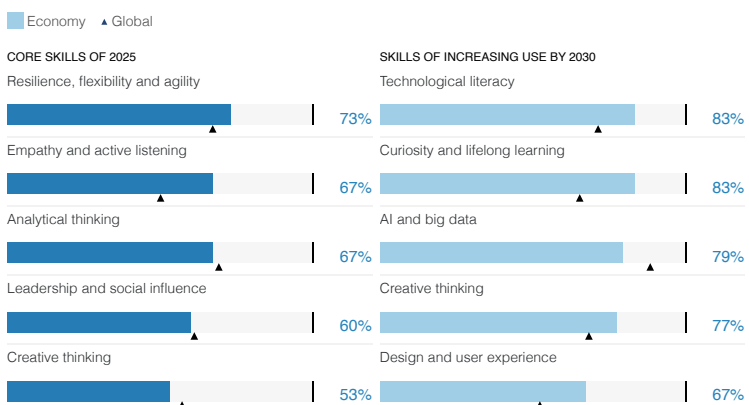 Economy ▲ Global
CORE SKILLS OF 2025
Resilience, flexibility and agility
73%
Empathy and active listening
67%
Analytical thinking
67%
Leadership and social influence
60%
Creative thinking
53%
SKILLS OF INCREASING USE BY 2030
Technological literacy
83%
Curiosity and lifelong learning
83%
AI and big data
79%
Creative thinking
77%
Design and user experience
67%